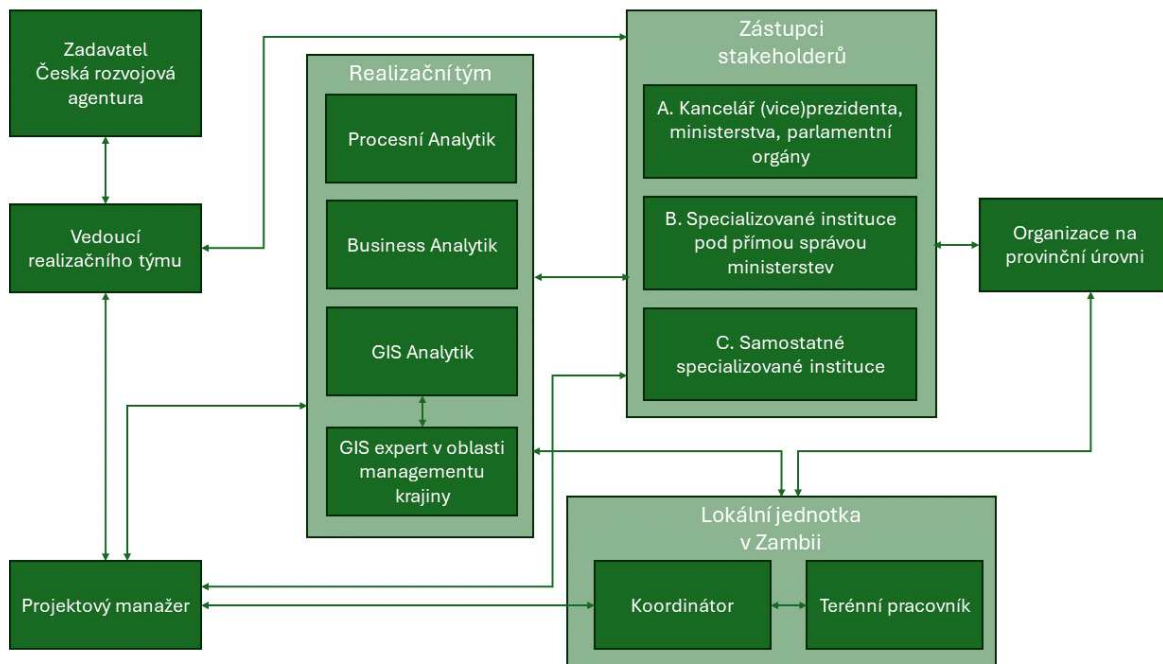 Zadavatel
Česká rozvojová
agentura
Vedoucí
realizačního týmu
Projektový manažer
Realizační tým
Procesní Analytik
Business Analytik
GIS Analytik
GIS expert v oblasti
managementu
krajiny
Zástupci
stakeholderů
A. Kancelář (vice)prezidenta,
ministerstva, parlamentní
orgány
B. Specializované instituce
pod přímou správou
ministerstev
C. Samostatné
specializované instituce
Organizace na
provinční úrovni
Lokální jednotka
v Zambii
Koordinátor
Terénní pracovník